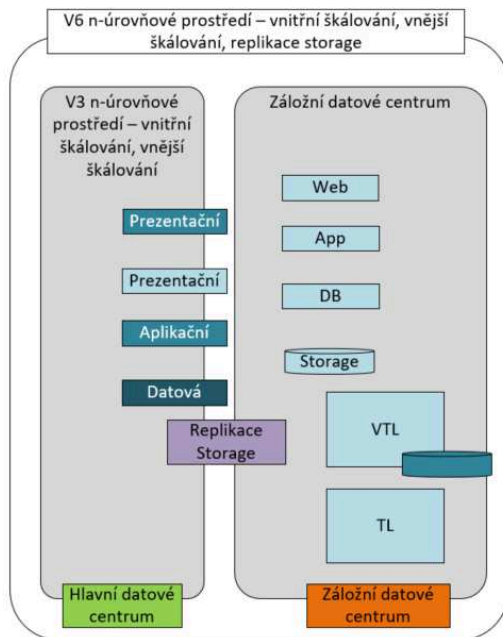 V6 n-úrovňové prostředí – vnitřní škálování, vnější
škálování, replikace storage
V3 n-úrovňové
prostředí – vnitřní
škálování, vnější
škálování
Prezentační
Prezentační
Aplikační
Datová
Replikace
Storage
Hlavní datové
centrum
Záložní datové centrum
Web
App
DB
Storage
VTL
TL
Záložní datové
centrum